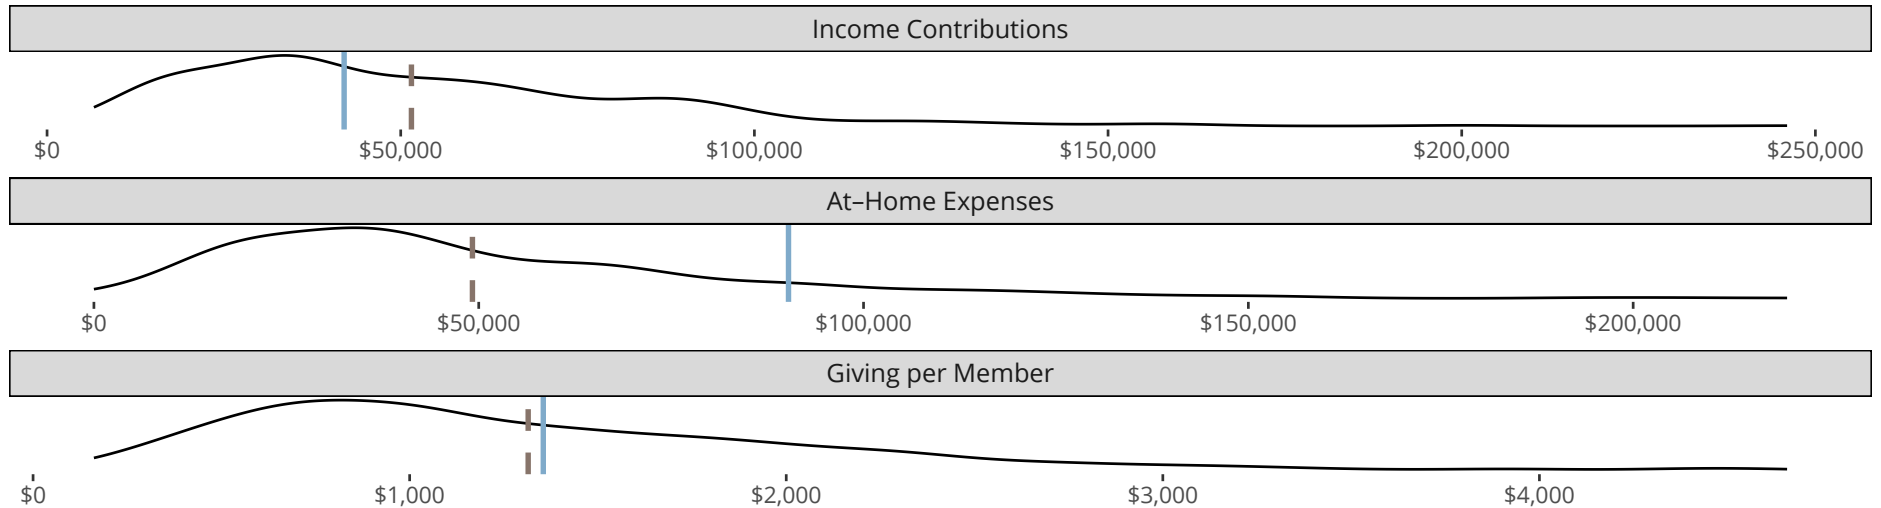 Income Contributions
$0 $50,000 $100,000 $150,000 $200,000 $250,000
At–Home Expenses
$0 $50,000 $100,000 $150,000 $200,000
Giving per Member
$0 $1,000 $2,000 $3,000 $4,000